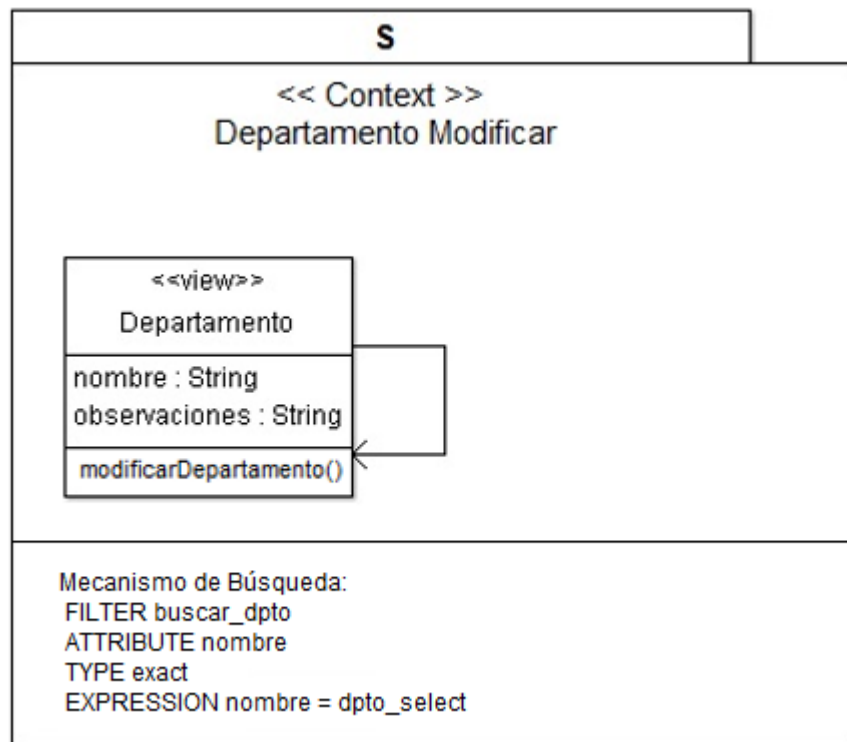 S
<< Context >>
Departamento Modificar
<<view>>
Departamento
nombre : String
observaciones : String
modificarDepartamento()
Mecanismo de Búsqueda:
FILTER buscar_dpto
ATTRIBUTE nombre
TYPE exact
EXPRESSION nombre = dpto_select